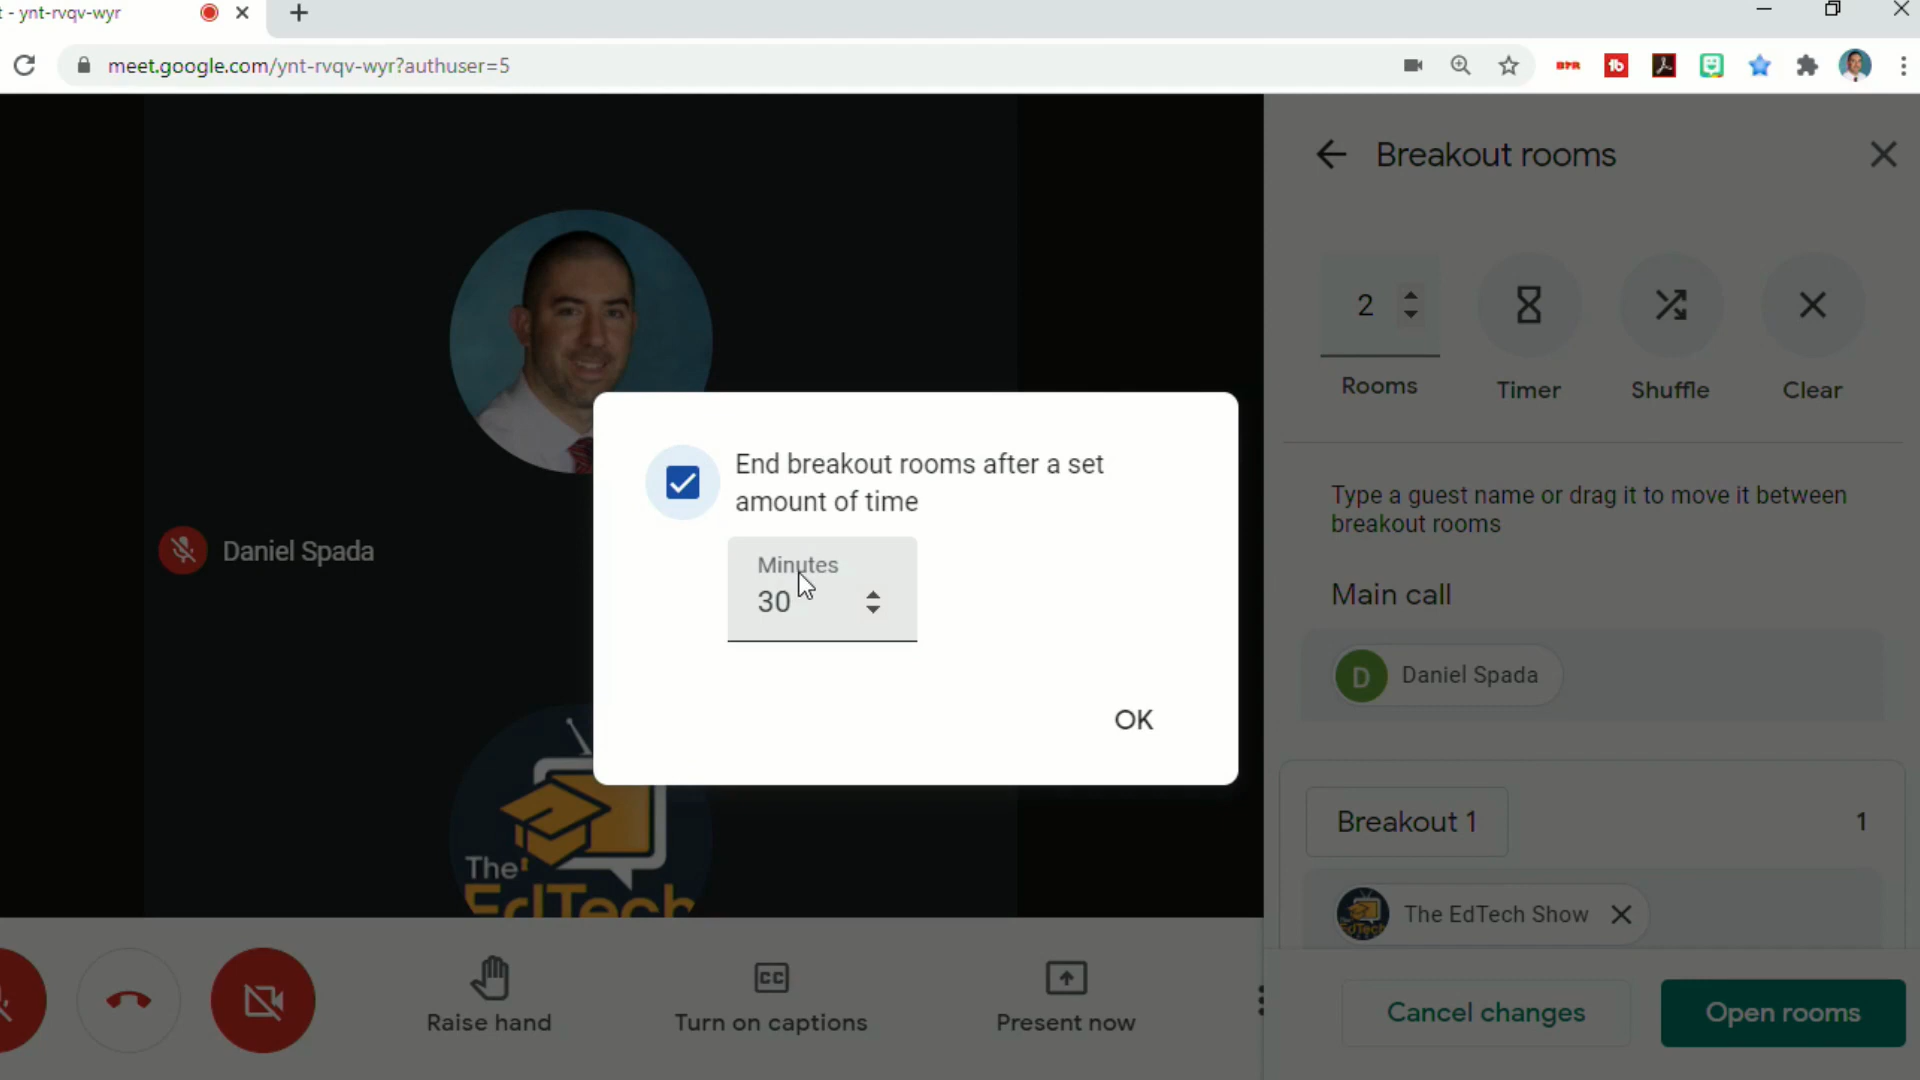 t - ynt-rvqv-wyr
meet.google.com/ynt-rvqv-wyr?authuser=5
Breakout rooms
2
Rooms
Timer
Shuffle
Clear
Type a guest name or drag it to move it between
breakout rooms
Main call
D
Daniel Spada
Breakout 1
1
The EdTech Show
Cancel changes
Open rooms
Daniel Spada
End breakout rooms after a set
amount of time
Minutes
30
OK
The
EdTech
Raise hand
CC
Turn on captions
Present now